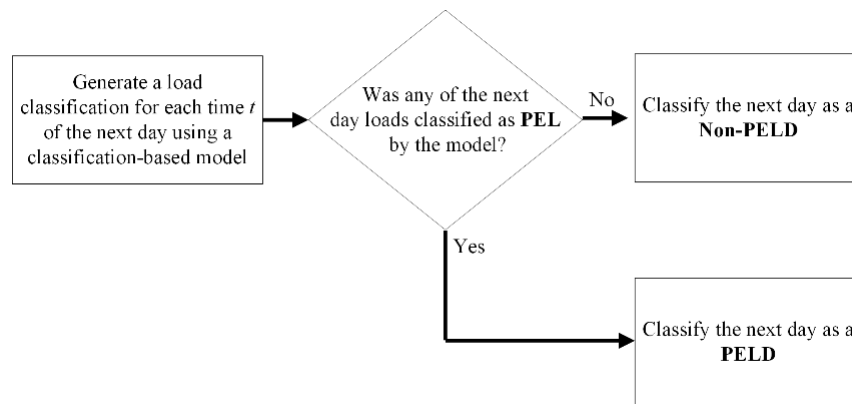 Generate a load
classification for each time t
of the next day using a
classification-based model
Was any of the next
day loads classified as PEL
by the model?
No
Classify the next day as a
Non-PELD
Yes
Classify the next day as a
PELD